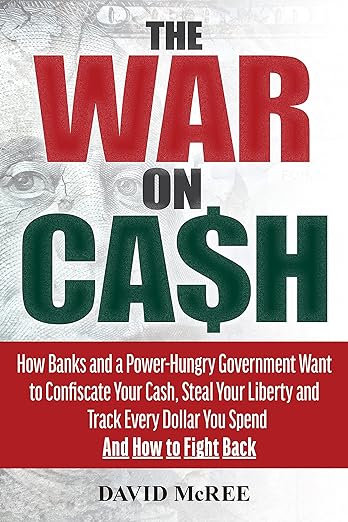 THE
WAR
ON
CA$H
How Banks and a Power-Hungry Government Want
to Confiscate Your Cash, Steal Your Liberty and
Track Every Dollar You Spend
And How to Fight Back
DAVID McREE